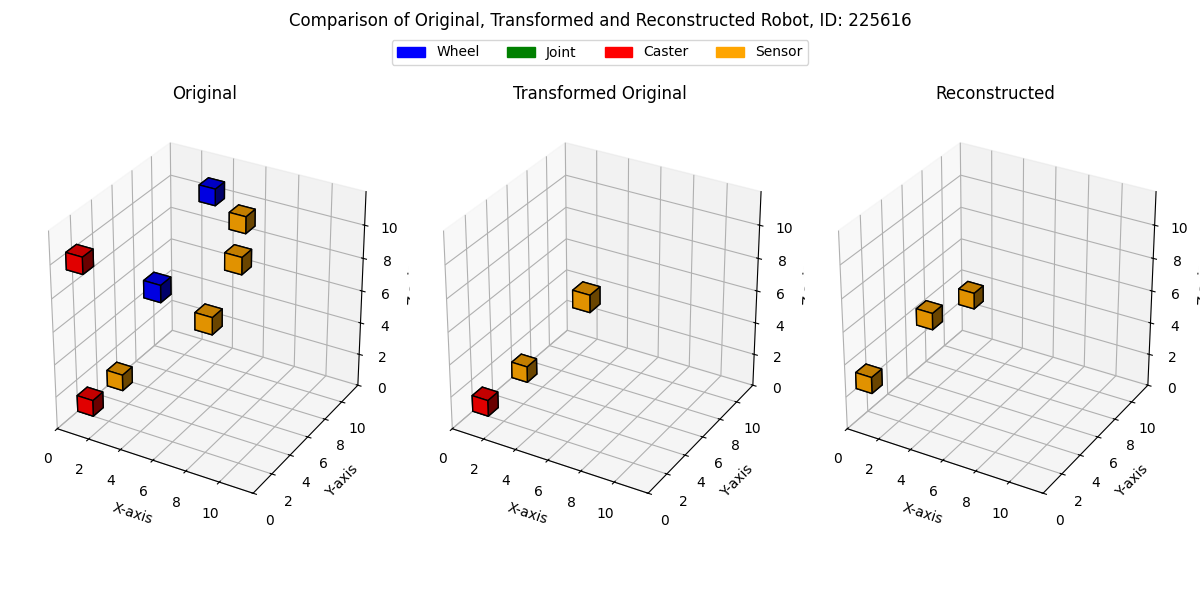 Comparison of Original, Transformed and Reconstructed Robot, ID: 225616
Wheel Joint Caster Sensor
Original
Transformed Original
Reconstructed
0 2 4 6 8 10
X-axis
0 2 4 6 8 10
Y-axis
0 2 4 6 8 10
0 2 4 6 8 10
X-axis
0 2 4 6 8 10
Y-axis
0 2 4 6 8 10
0 2 4 6 8 10
X-axis
0 2 4 6 8 10
Y-axis
0 2 4 6 8 10